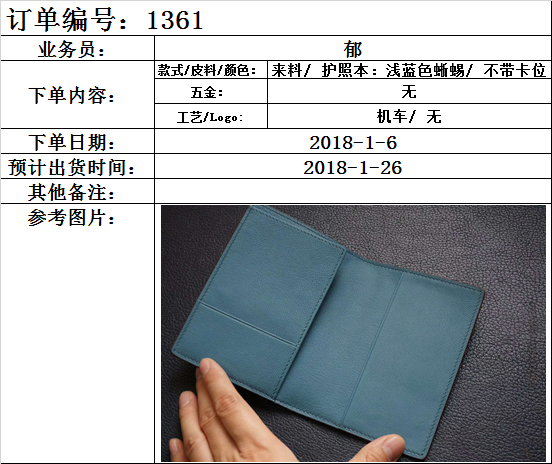 订单编号：1361
业务员： 郁
下单内容： 款式/皮料/颜色： 来料/ 护照本：浅蓝色蜥蜴/ 不带卡位
五金： 无
工艺/Logo: 机车/ 无
下单日期： 2018-1-6
预计出货时间： 2018-1-26
其他备注：
参考图片：